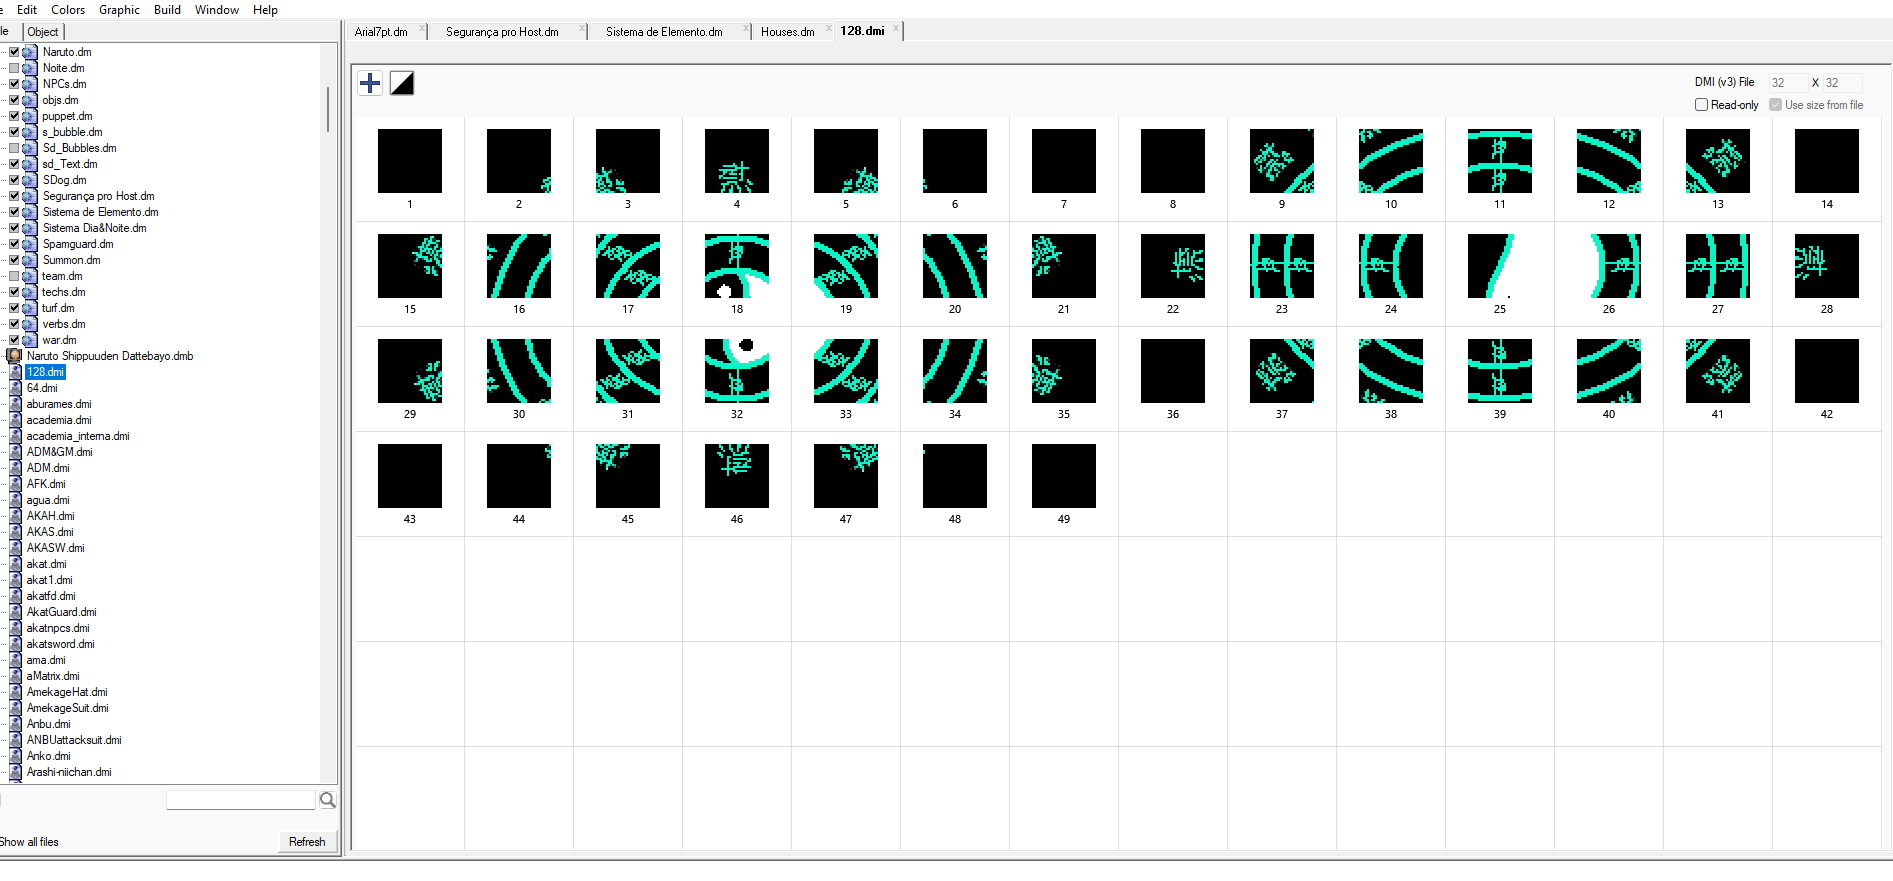 Edit Colors Graphic Build Window Help
Object
Arial7pt.dm Segurança pro Host.dm Sistema de Elemento.dm Houses.dm 128.dmi
Naruto.dm
Noite.dm
NPCs.dm
objs.dm
puppet.dm
s_bubble.dm
Sd_Bubbles.dm
sd_Text.dm
SDog.dm
Segurança pro Host.dm
Sistema de Elemento.dm
Sistema Dia&Noite.dm
Spamguard.dm
Summon.dm
team.dm
techs.dm
turf.dm
verbs.dm
war.dm
Naruto Shippuuden Dattebayo.dmb
128.dmi
64.dmi
aburames.dmi
academia.dmi
academia_interna.dmi
ADM&GM.dmi
ADM.dmi
AFK.dmi
agua.dmi
AKAH.dmi
AKAS.dmi
AKASW.dmi
akat.dmi
akat1.dmi
akatfd.dmi
AkatGuard.dmi
akatnpcs.dmi
akatsword.dmi
ama.dmi
aMatrix.dmi
AmekageHat.dmi
AmekageSuit.dmi
Anbu.dmi
ANBUattacksuit.dmi
Anko.dmi
Arashi-niichan.dmi
Show all files
Refresh
DMI (v3) File 32 X 32
Read-only Use size from file
1 2 3 4 5 6 7 8 9 10 11 12 13 14
15 16 17 18 19 20 21 22 23 24 25 26 27 28
29 30 31 32 33 34 35 36 37 38 39 40 41 42
43 44 45 46 47 48 49